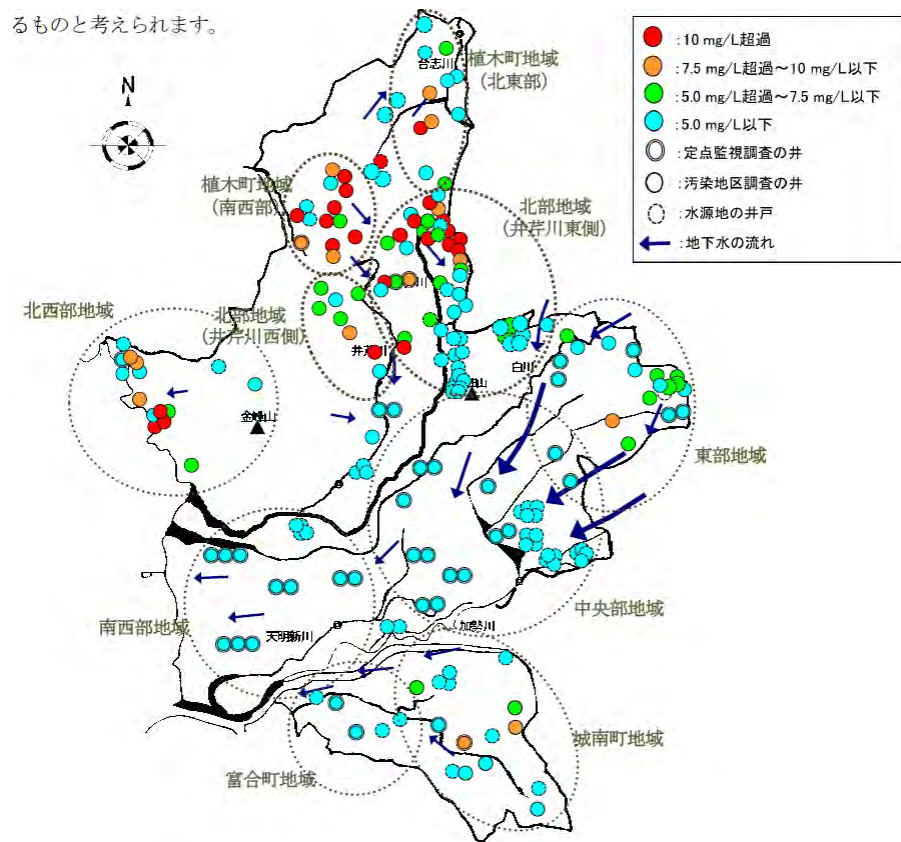 るものと考えられます。
:10 mg/L超過
:7.5 mg/L超過～10 mg/L以下
:5.0 mg/L超過～7.5 mg/L以下
:5.0 mg/L以下
:定点監視調査の井
:汚染地区調査の井
:水源地の井戸
:地下水の流れ
N
合志川
植木町地域
(北東部)
植木町地域
(南西部)
北部地域
(井芹川東側)
北西部地域
北部地域
(井芹川西側)
井芹川
白川
金峰山
東部地域
中央部地域
南西部地域
天明新川
加勢川
城南町地域
富合町地域